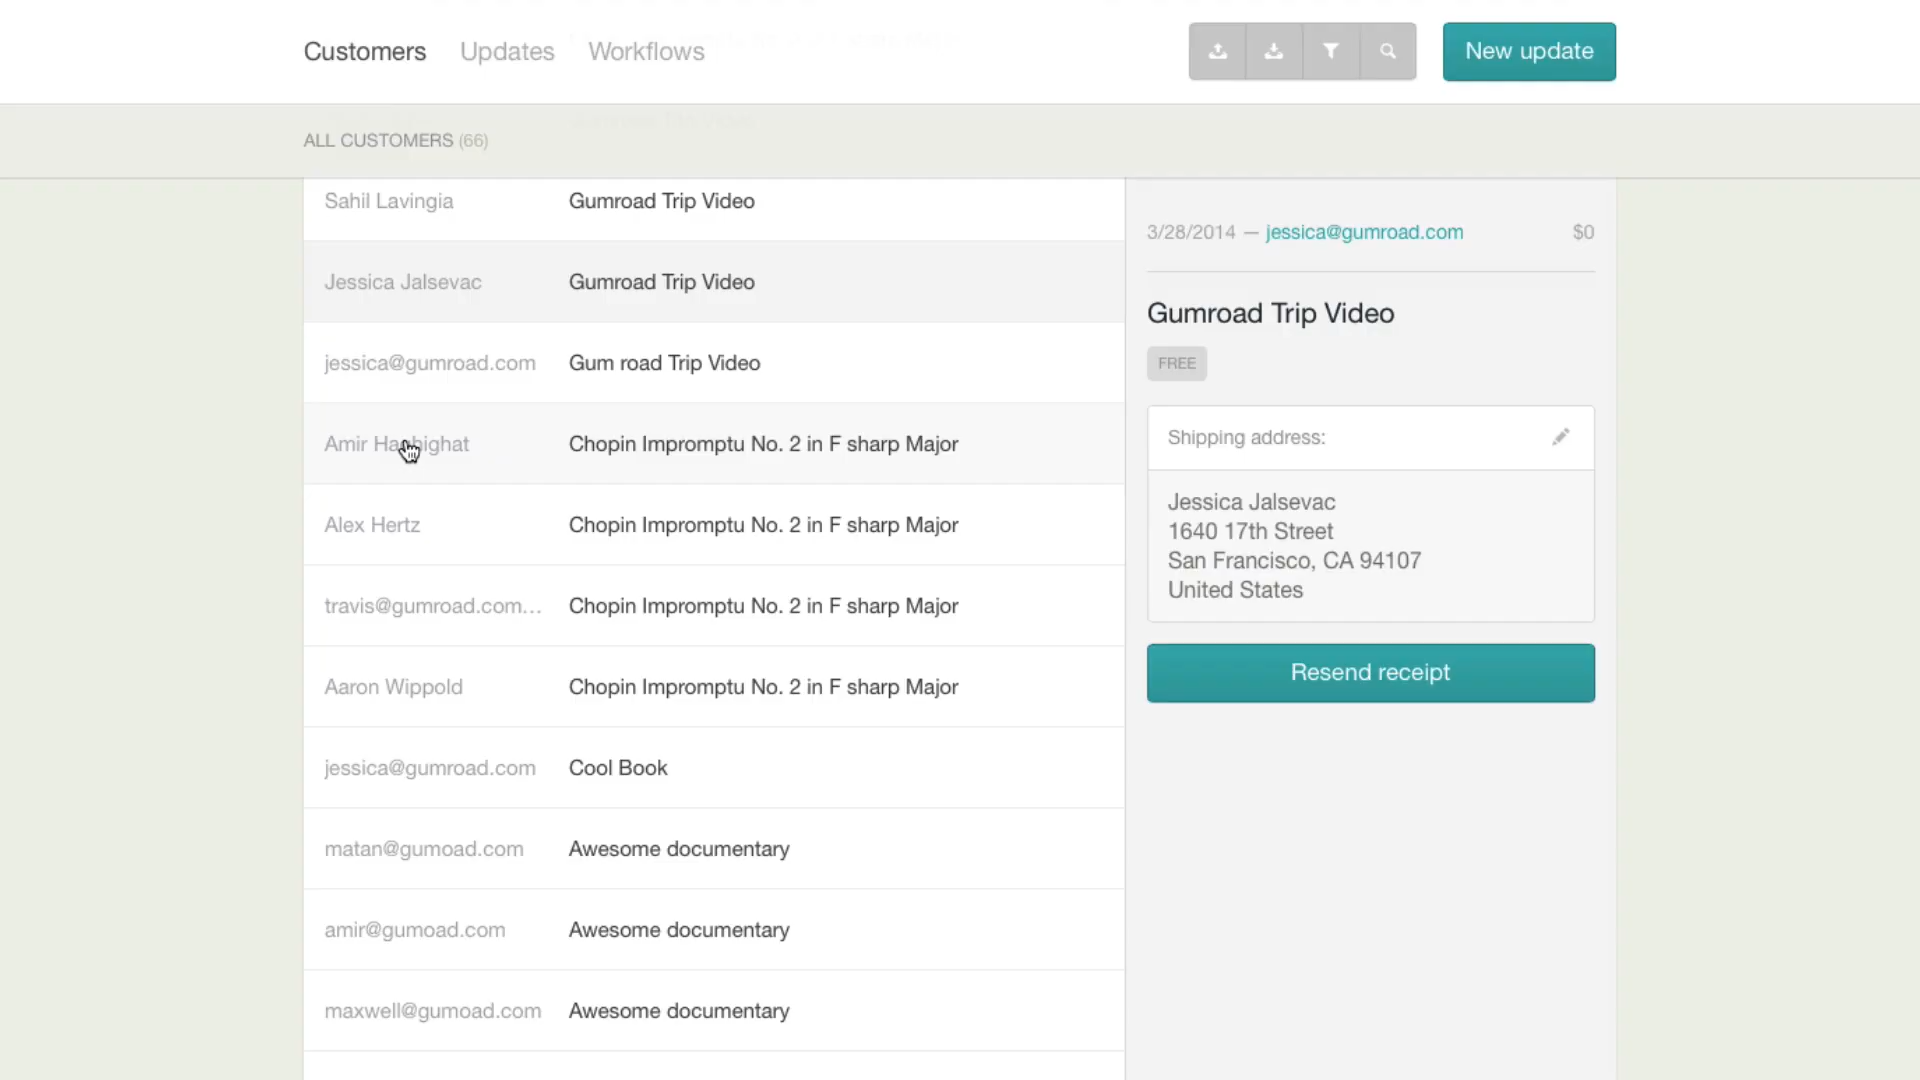 Customers Updates Workflows New update
ALL CUSTOMERS (66)
Sahil Lavingia Gumroad Trip Video
Jessica Jalsevac Gumroad Trip Video
jessica@gumroad.com Gum road Trip Video
Amir Chopin Impromptu No. 2 in F sharp Major
Alex Hertz Chopin Impromptu No. 2 in F sharp Major
travis@gumroad.com... Chopin Impromptu No. 2 in F sharp Major
Aaron Wippold Chopin Impromptu No. 2 in F sharp Major
jessica@gumroad.com Cool Book
matan@gumoad.com Awesome documentary
amir@gumoad.com Awesome documentary
maxwell@gumoad.com Awesome documentary
3/28/2014 — jessica@gumroad.com $0
Gumroad Trip Video
FREE
Shipping address:
Jessica Jalsevac
1640 17th Street
San Francisco, CA 94107
United States
Resend receipt